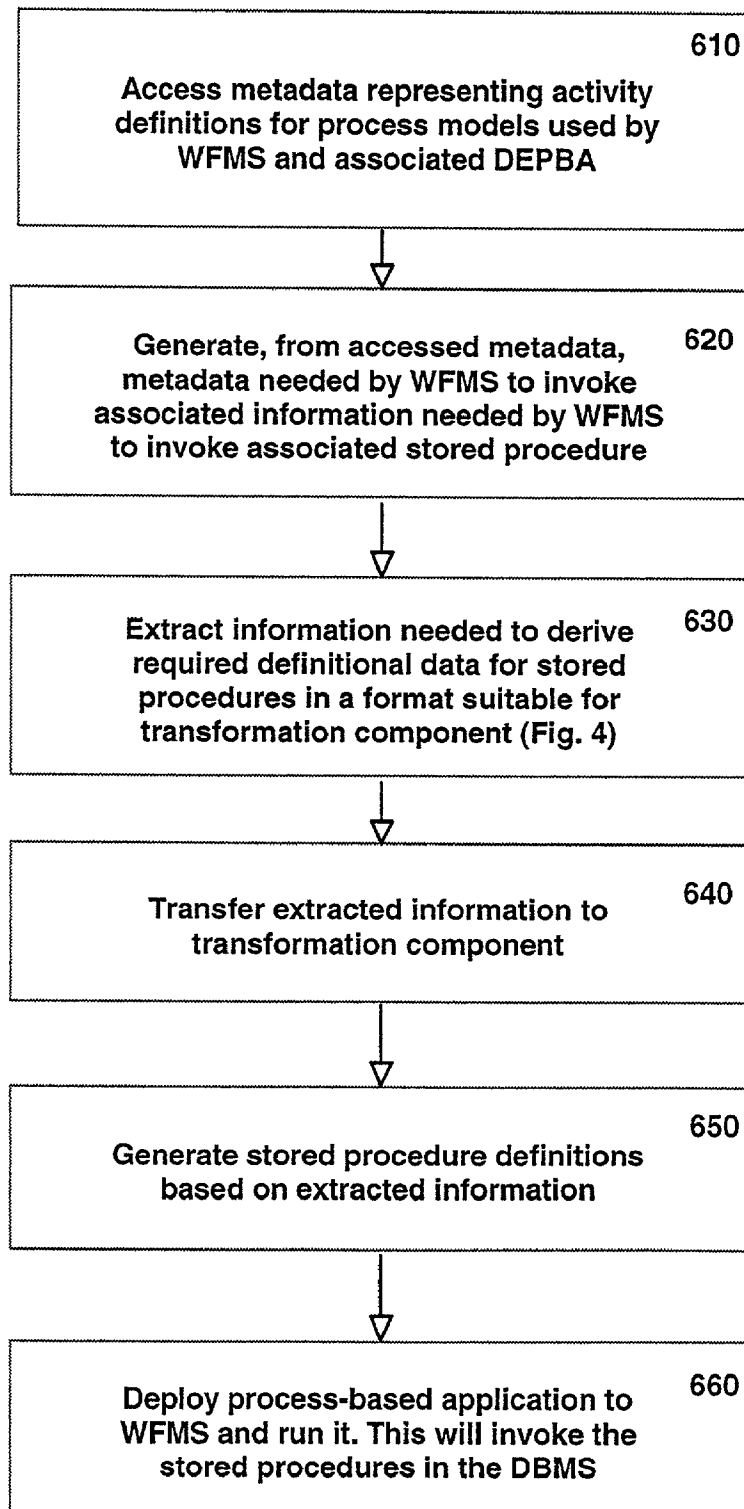 610
Access metadata representing activity
definitions for process models used by
WFMS and associated DEPBA
620
Generate, from accessed metadata,
metadata needed by WFMS to invoke
associated information needed by WFMS
to invoke associated stored procedure
630
Extract information needed to derive
required definitional data for stored
procedures in a format suitable for
transformation component (Fig. 4)
640
Transfer extracted information to
transformation component
650
Generate stored procedure definitions
based on extracted information
660
Deploy process-based application to
WFMS and run it. This will invoke the
stored procedures in the DBMS